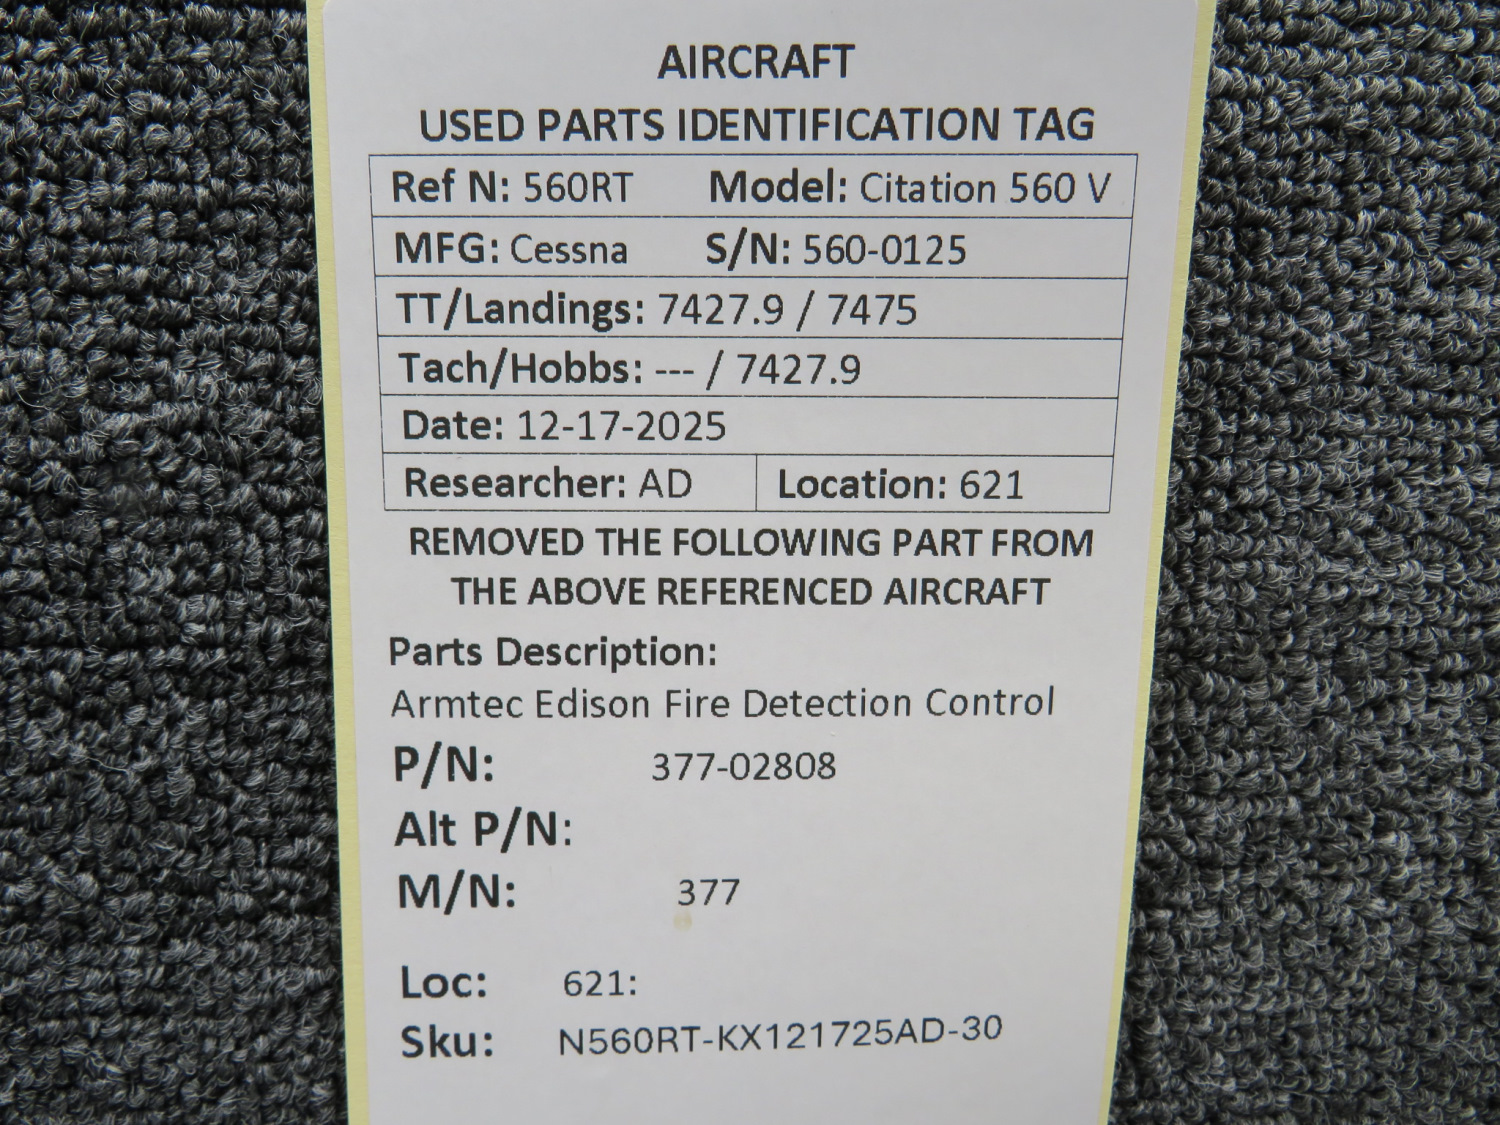 AIRCRAFT
USED PARTS IDENTIFICATION TAG
Ref N: 560RT Model: Citation 560 V
MFG: Cessna S/N: 560-0125
TT/Landings: 7427.9 / 7475
Tach/Hobbs: --- / 7427.9
Date: 12-17-2025
Researcher: AD Location: 621
REMOVED THE FOLLOWING PART FROM
THE ABOVE REFERENCED AIRCRAFT
Parts Description:
Armtec Edison Fire Detection Control
P/N: 377-02808
Alt P/N:
M/N: 377
Loc: 621:
Sku: N560RT-KX121725AD-30